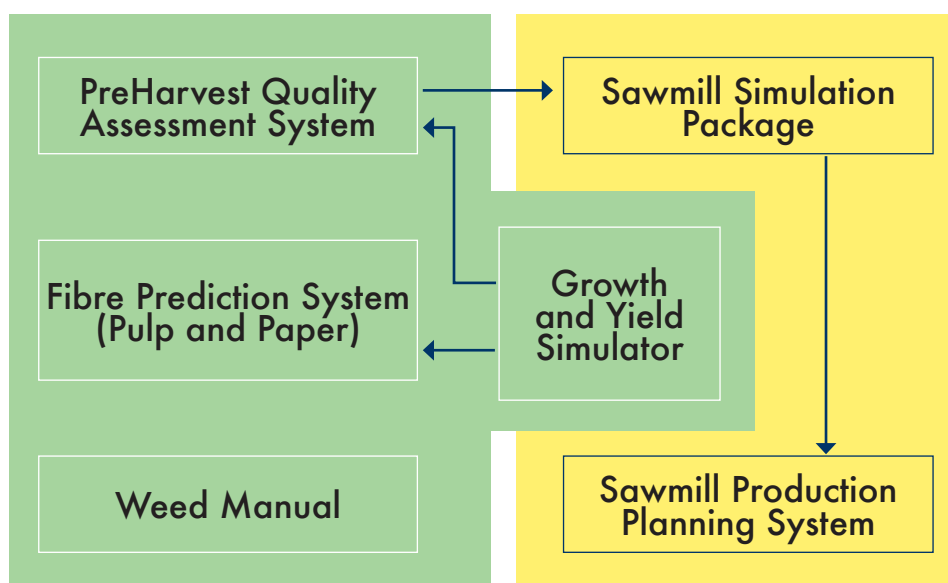 PreHarvest Quality
Assessment System
Sawmill Simulation
Package
Fibre Prediction System
(Pulp and Paper)
Growth
and Yield
Simulator
Weed Manual
Sawmill Production
Planning System